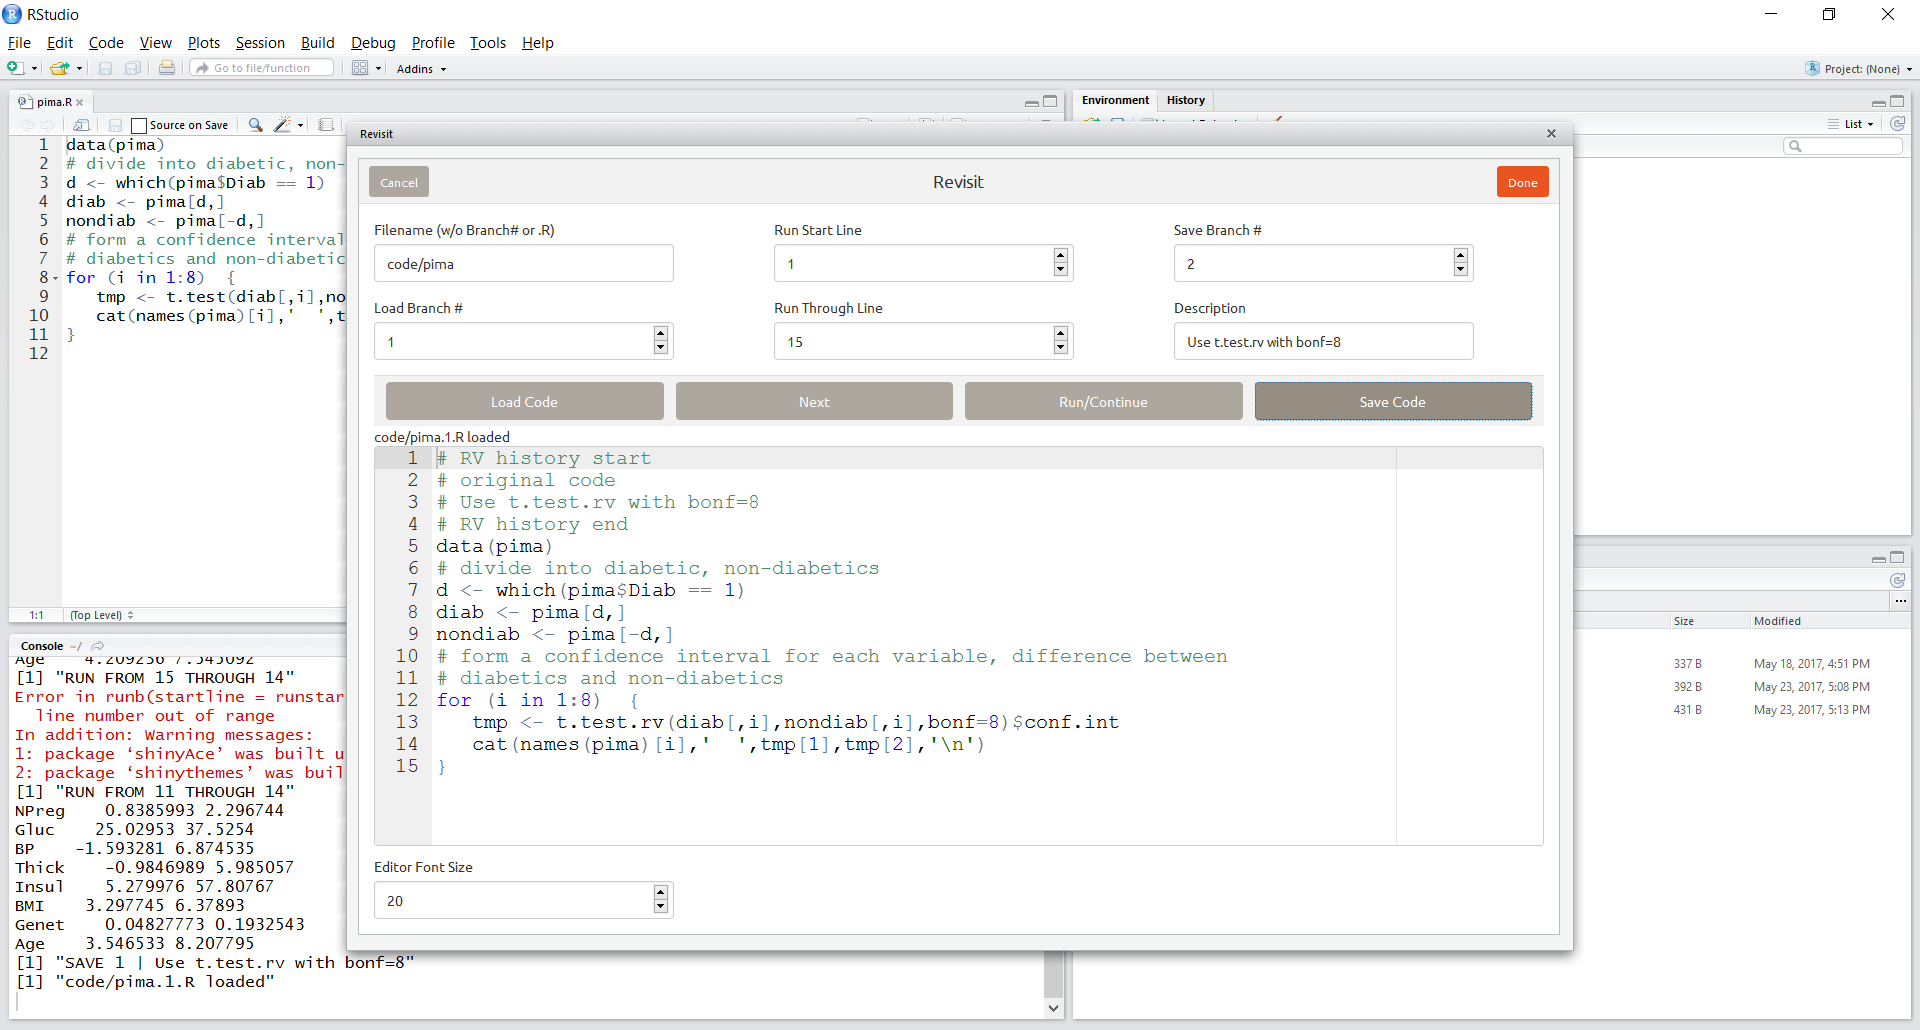 RStudio
File Edit Code View Plots Session Build Debug Profile Tools Help
Go to file/function Addins Project: (None)
pima.R
Source on Save
1 data(pima)
2 # divide into diabetic, non-
3 d <- which(pima$Diab == 1)
4 diab <- pima[d,]
5 nondiab <- pima[-d,]
6 # form a confidence interval
7 # diabetics and non-diabetic
8 for (i in 1:8) {
9 tmp <- t.test(diab[,i],no
10 cat(names(pima)[i],'  ',t
11 }
12
1:1 (Top Level)
Console ~/
Age 4.209236 7.545092
[1] "RUN FROM 15 THROUGH 14"
Error in runb(startline = runstar
line number out of range
In addition: Warning messages:
1: package ‘shinyAce’ was built u
2: package ‘shinythemes’ was buil
[1] "RUN FROM 11 THROUGH 14"
NPreg 0.8385993 2.296744
Gluc 25.02953 37.5254
BP -1.593281 6.874535
Thick -0.9846989 5.985057
Insul 5.279976 57.80767
BMI 3.297745 6.37893
Genet 0.04827773 0.1932543
Age 3.546533 8.207795
[1] "SAVE 1 | Use t.test.rv with bonf=8"
[1] "code/pima.1.R loaded"
Revisit
Cancel Revisit Done
Filename (w/o Branch# or .R) Run Start Line Save Branch #
code/pima 1 2
Load Branch # Run Through Line Description
1 15 Use t.test.rv with bonf=8
Load Code Next Run/Continue Save Code
code/pima.1.R loaded
1 # RV history start
2 # original code
3 # Use t.test.rv with bonf=8
4 # RV history end
5 data(pima)
6 # divide into diabetic, non-diabetics
7 d <- which(pima$Diab == 1)
8 diab <- pima[d,]
9 nondiab <- pima[-d,]
10 # form a confidence interval for each variable, difference between
11 # diabetics and non-diabetics
12 for (i in 1:8) {
13 tmp <- t.test.rv(diab[,i],nondiab[,i],bonf=8)$conf.int
14 cat(names(pima)[i],'  ',tmp[1],tmp[2],'\n')
15 }
Editor Font Size
20
Environment History
List
Size Modified
337 B May 18, 2017, 4:51 PM
392 B May 23, 2017, 5:08 PM
431 B May 23, 2017, 5:13 PM